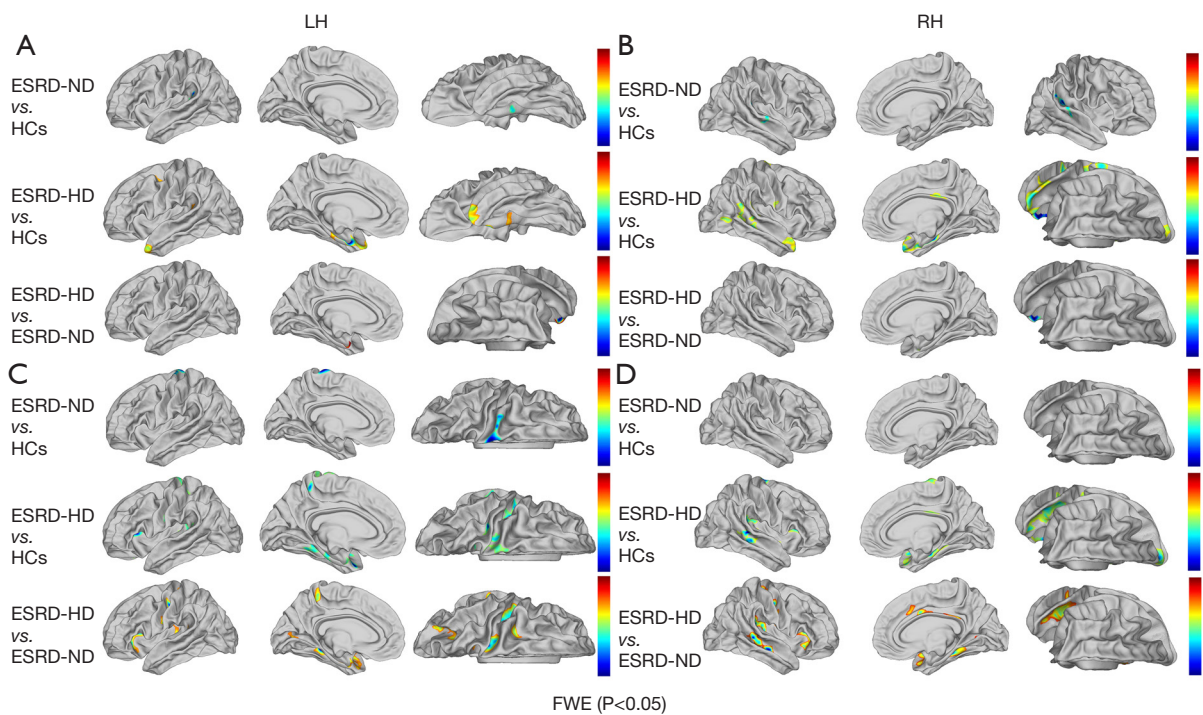 LH
RH
A
ESRD-ND
vs.
HCs
ESRD-HD
vs.
HCs
ESRD-HD
vs.
ESRD-ND
B
ESRD-ND
vs.
HCs
ESRD-HD
vs.
HCs
ESRD-HD
vs.
ESRD-ND
C
ESRD-ND
vs.
HCs
ESRD-HD
vs.
HCs
ESRD-HD
vs.
ESRD-ND
D
ESRD-ND
vs.
HCs
ESRD-HD
vs.
HCs
ESRD-HD
vs.
ESRD-ND
FWE (P<0.05)